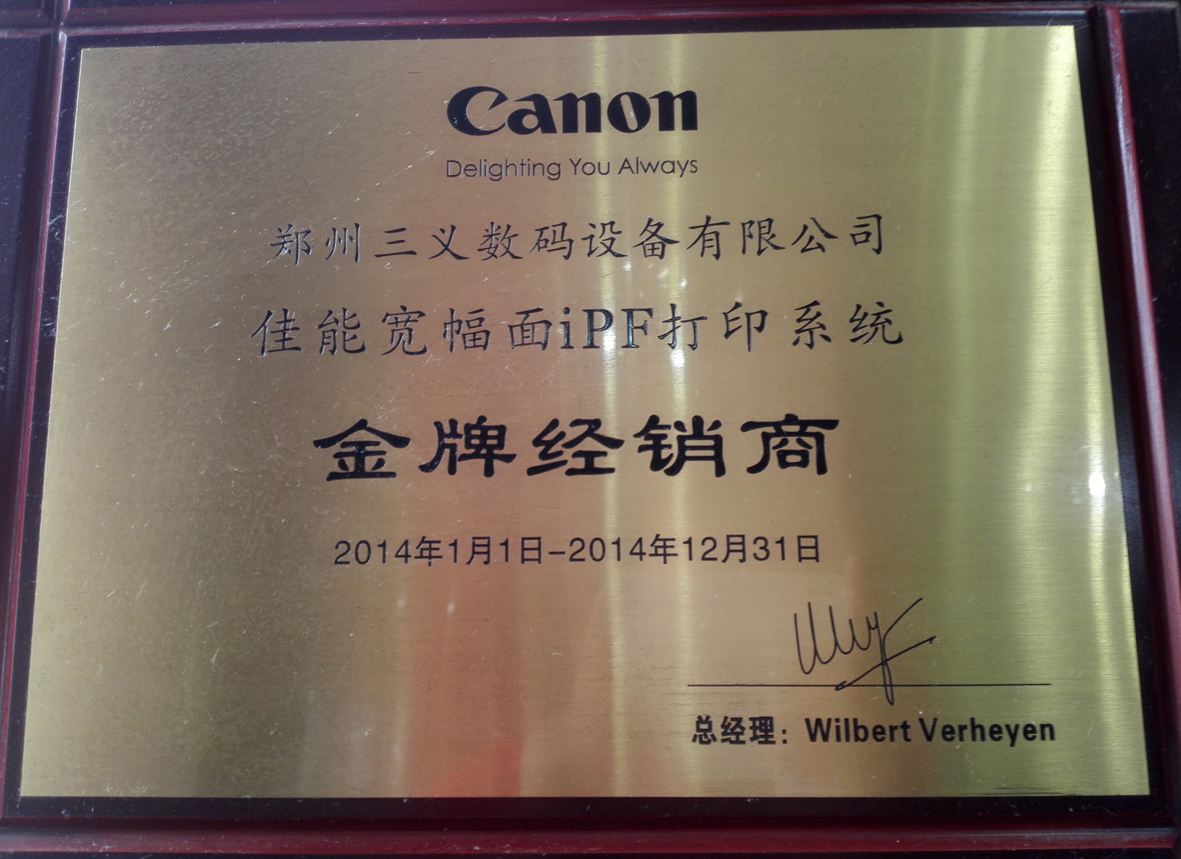 Canon
Delighting You Always
郑州三义数码设备有限公司
佳能宽幅面iPF打印系统
金牌经销商
2014年1月1日-2014年12月31日
总经理：Wilbert Verheyen